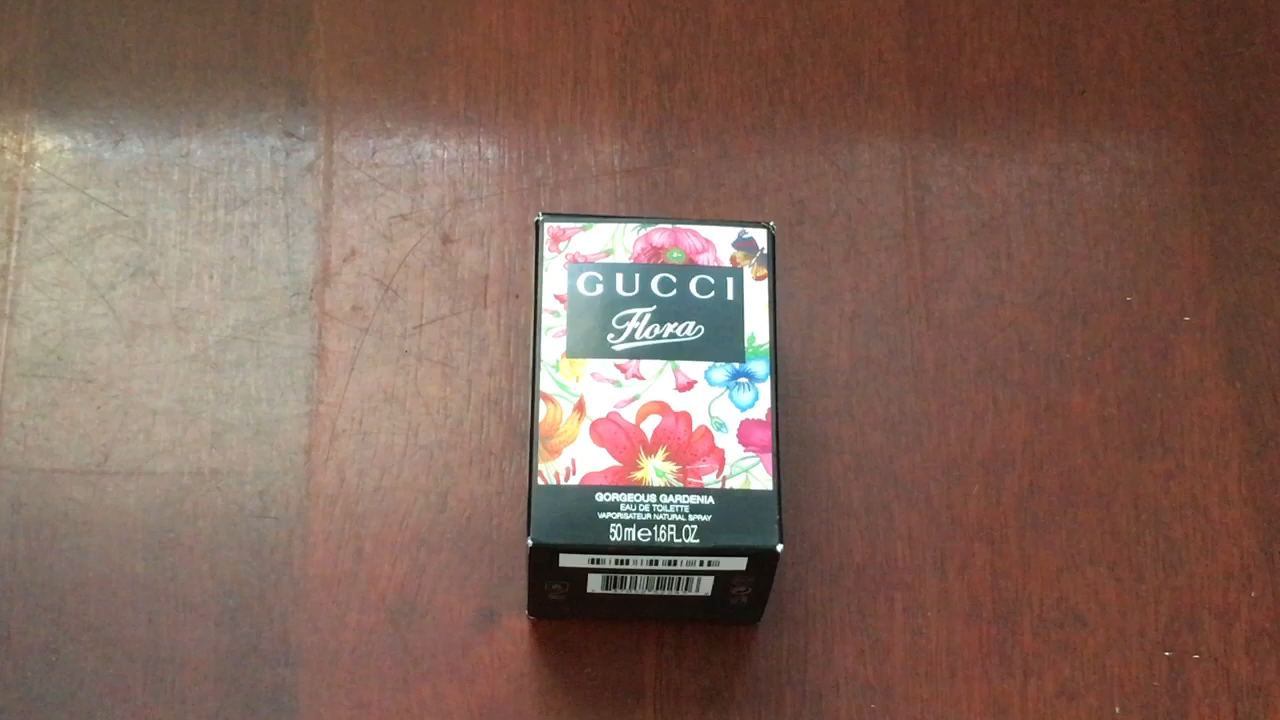 GUCCI
Flora
GORGEOUS GARDENIA
EAU DE TOILETTE
VAPORISATEUR NATURAL SPRAY
50 ml e 1.6 FL.OZ.